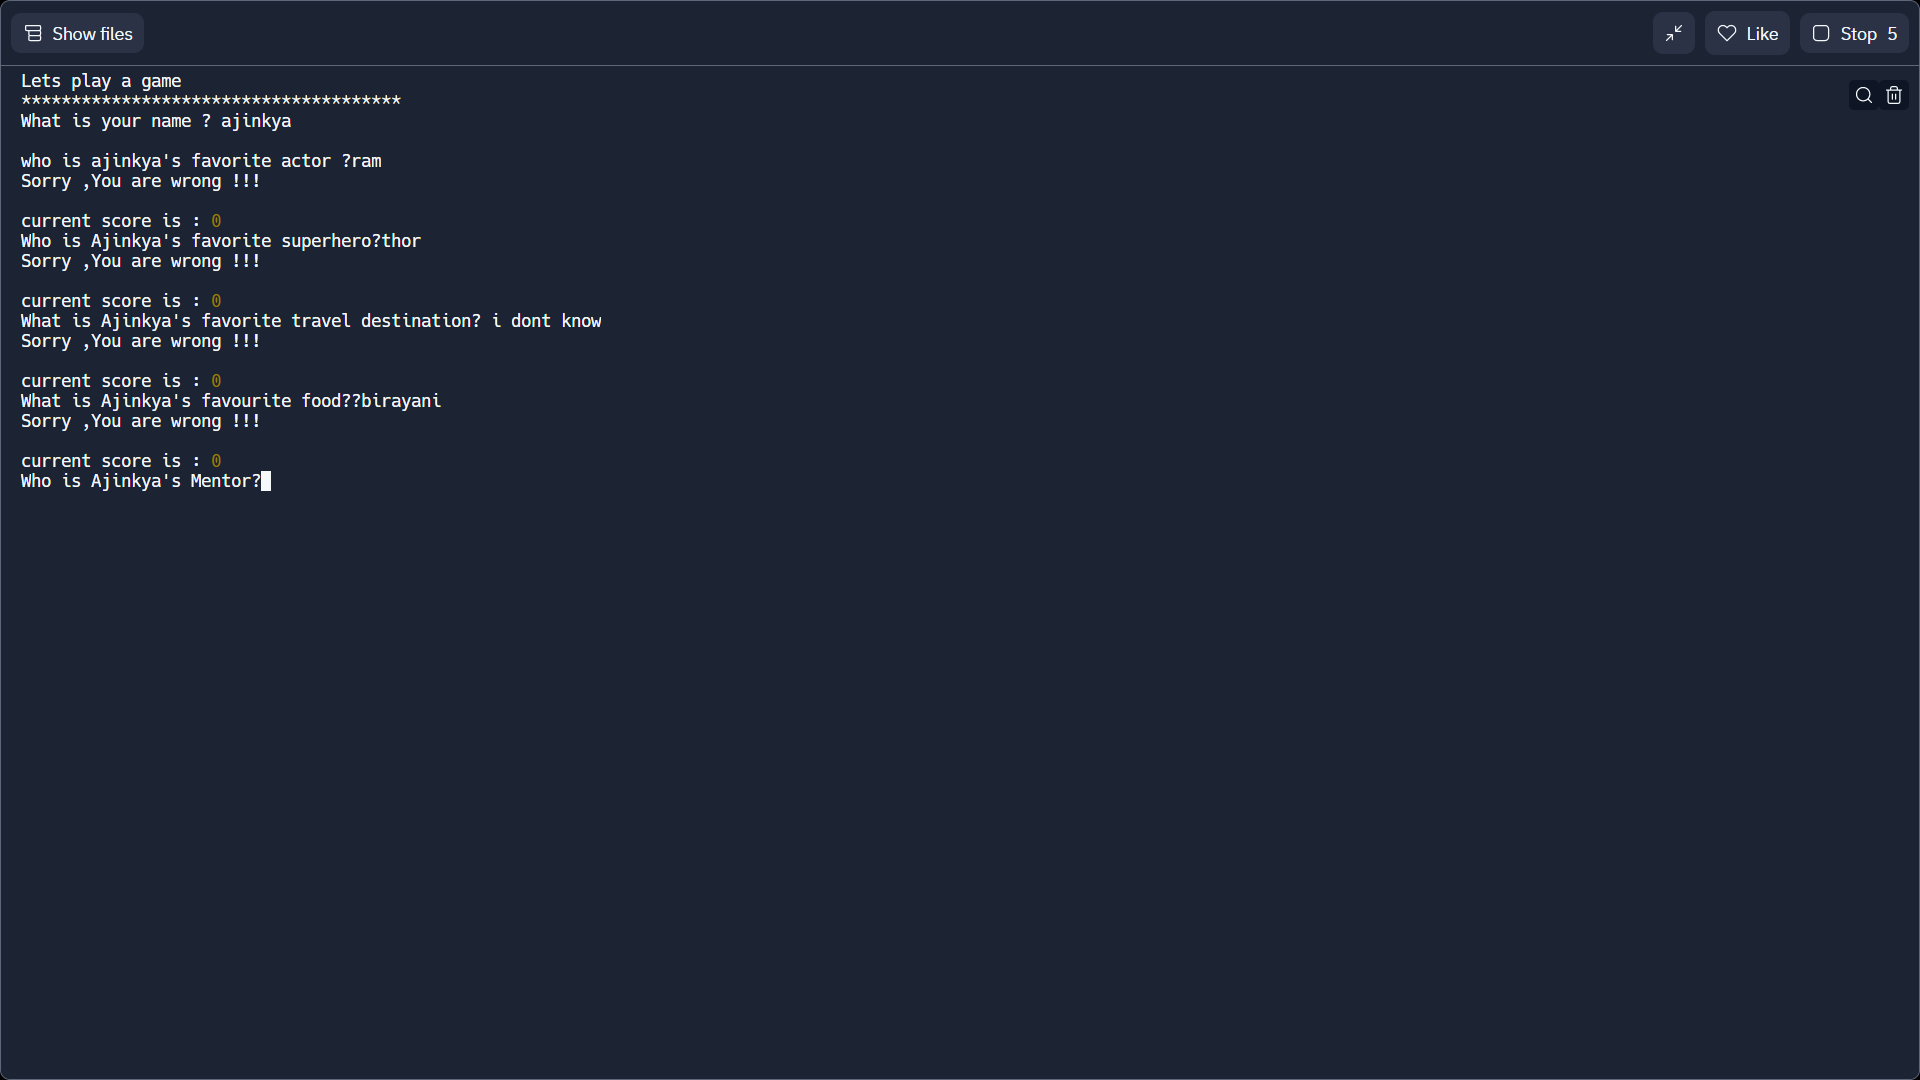 Show files
Like
Stop 5
Lets play a game
**************************************
What is your name ? ajinkya
who is ajinkya's favorite actor ?ram
Sorry ,You are wrong !!!
current score is : 0
Who is Ajinkya's favorite superhero?thor
Sorry ,You are wrong !!!
current score is : 0
What is Ajinkya's favorite travel destination? i dont know
Sorry ,You are wrong !!!
current score is : 0
What is Ajinkya's favourite food??birayani
Sorry ,You are wrong !!!
current score is : 0
Who is Ajinkya's Mentor?